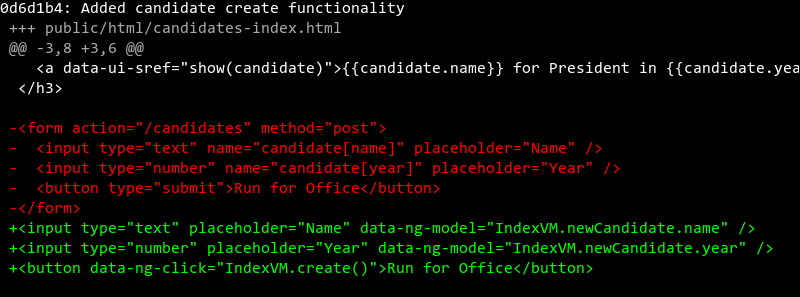 0d6d1b4: Added candidate create functionality
+++ public/html/candidates-index.html
@@ -3,8 +3,6 @@
<a data-ui-sref="show(candidate)">{{candidate.name}} for President in {{candidate.yea
</h3>
-<form action="/candidates" method="post">
-  <input type="text" name="candidate[name]" placeholder="Name" />
-  <input type="number" name="candidate[year]" placeholder="Year" />
-  <button type="submit">Run for Office</button>
-</form>
+<input type="text" placeholder="Name" data-ng-model="IndexVM.newCandidate.name" />
+<input type="number" placeholder="Year" data-ng-model="IndexVM.newCandidate.year" />
+<button data-ng-click="IndexVM.create()">Run for Office</button>